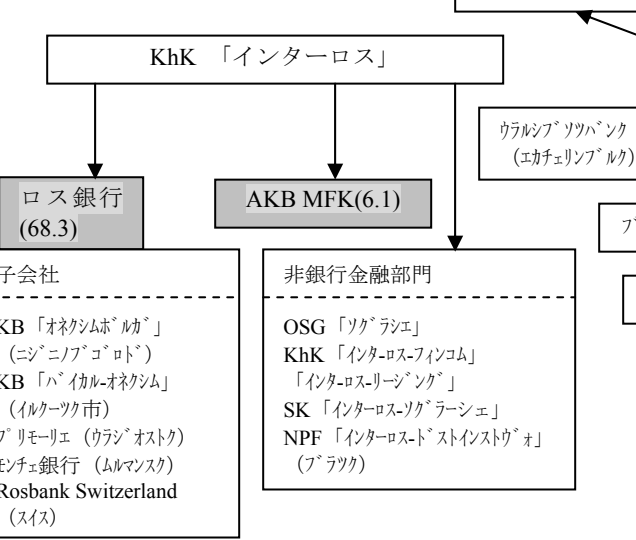 KhK 「インターロス」
ロス銀行
(68.3)
AKB MFK(6.1)
ｳﾗﾙｼﾌﾞｿﾂﾊﾞﾝｸ
（ｴｶﾁｪﾘﾝﾌﾞﾙｸ）
子会社
KB「ｵﾈｸｼﾑﾎﾞﾙｶﾞ」
（ﾆｼﾞﾆﾉﾌﾞｺﾞﾛﾄﾞ）
KB「ﾊﾞｲｶﾙ-ｵﾈｸｼﾑ」
（ｲﾙｸｰﾂｸ市）
ﾌﾟﾘﾓｰﾘｴ（ｳﾗｼﾞｵｽﾄｸ）
ﾓﾝﾁｪ銀行（ﾑﾙﾏﾝｽｸ）
Rosbank Switzerland
（ｽｲｽ）
非銀行金融部門
OSG「ｿｸﾞﾗｼｴ」
KhK「ｲﾝﾀｰﾛｽ-ﾌｨﾝｺﾑ」
「ｲﾝﾀｰﾛｽ-ﾘｰｼﾞﾝｸﾞ」
SK「ｲﾝﾀｰﾛｽ-ｿｸﾞﾗｰｼｪ」
NPF「ｲﾝﾀｰﾛｽ-ﾄﾞｽﾄｲﾝｽﾄｳﾞｫ」
（ﾌﾞﾗﾂｸ）